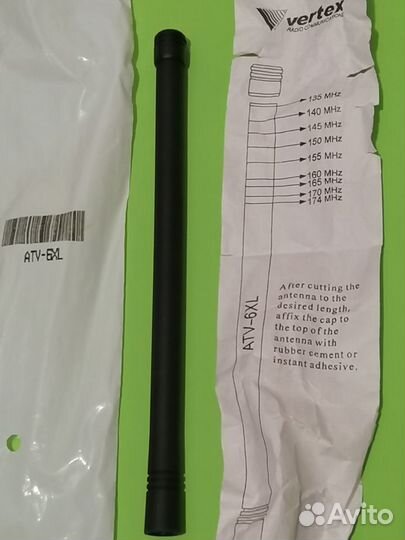 vertex
RADIO COMMUNICATIONS
135 MHz
140 MHz
145 MHz
150 MHz
155 MHz
160 MHz
165 MHz
170 MHz
174 MHz
ATV-6XL
ATV-6XL
After cutting the
antenna to the
desired length,
affix the cap to
the top of the
antenna with
rubber cement or
instant adhesive.
Avito